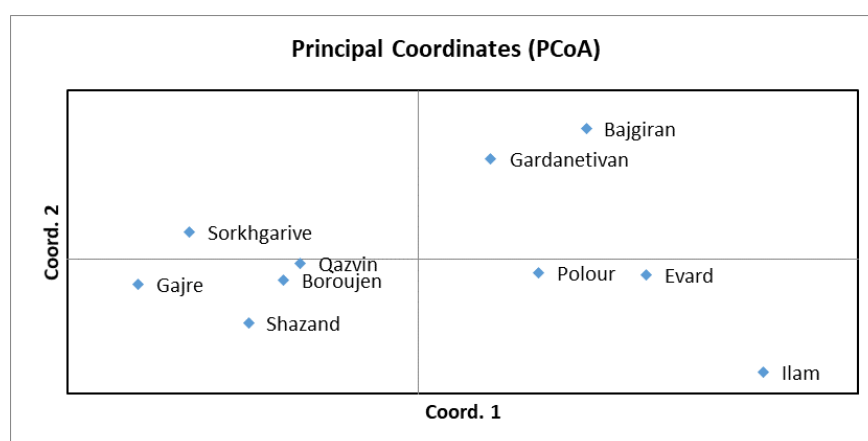 Principal Coordinates (PCoA)
Bajgiran
Gardanetivan
Sorkhgarive
Qazvin
Boroujen
Gajre
Shazand
Polour
Evard
Ilam
Coord. 2
Coord. 1